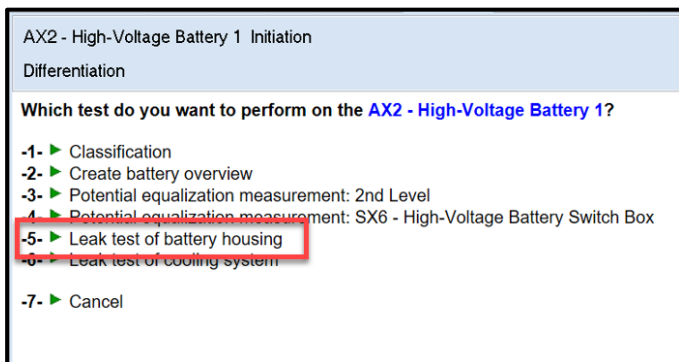 AX2 - High-Voltage Battery 1 Initiation
Differentiation
Which test do you want to perform on the AX2 - High-Voltage Battery 1?
-1- Classification
-2- Create battery overview
-3- Potential equalization measurement: 2nd Level
-4- Potential equalization measurement: SX6 - High-Voltage Battery Switch Box
-5- Leak test of battery housing
-6- Leak test of cooling system
-7- Cancel